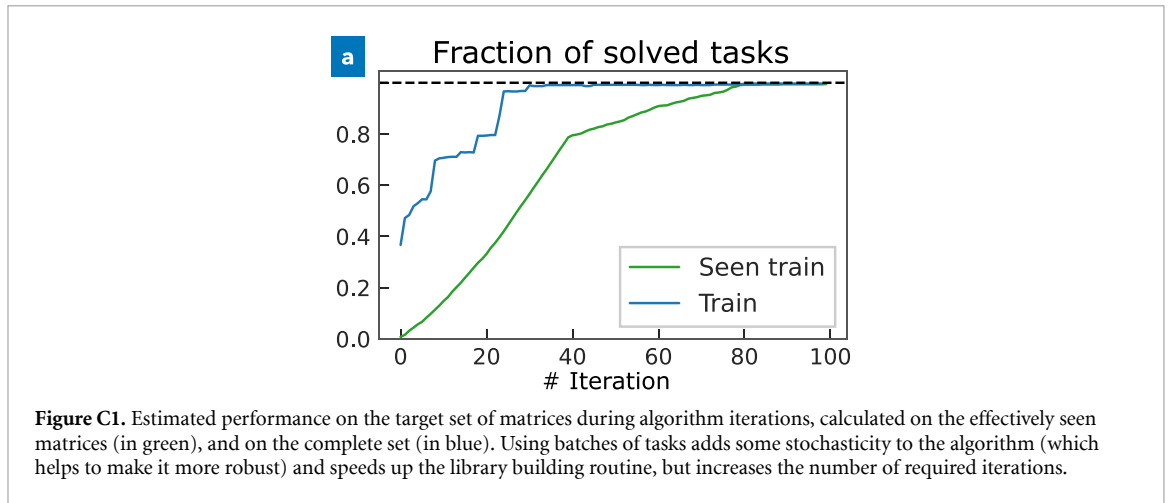 a
Fraction of solved tasks
0.8
0.6
0.4
0.2
0.0
Seen train
Train
0 20 40 60 80 100
# Iteration
Figure C1. Estimated performance on the target set of matrices during algorithm iterations, calculated on the effectively seen
matrices (in green), and on the complete set (in blue). Using batches of tasks adds some stochasticity to the algorithm (which
helps to make it more robust) and speeds up the library building routine, but increases the number of required iterations.